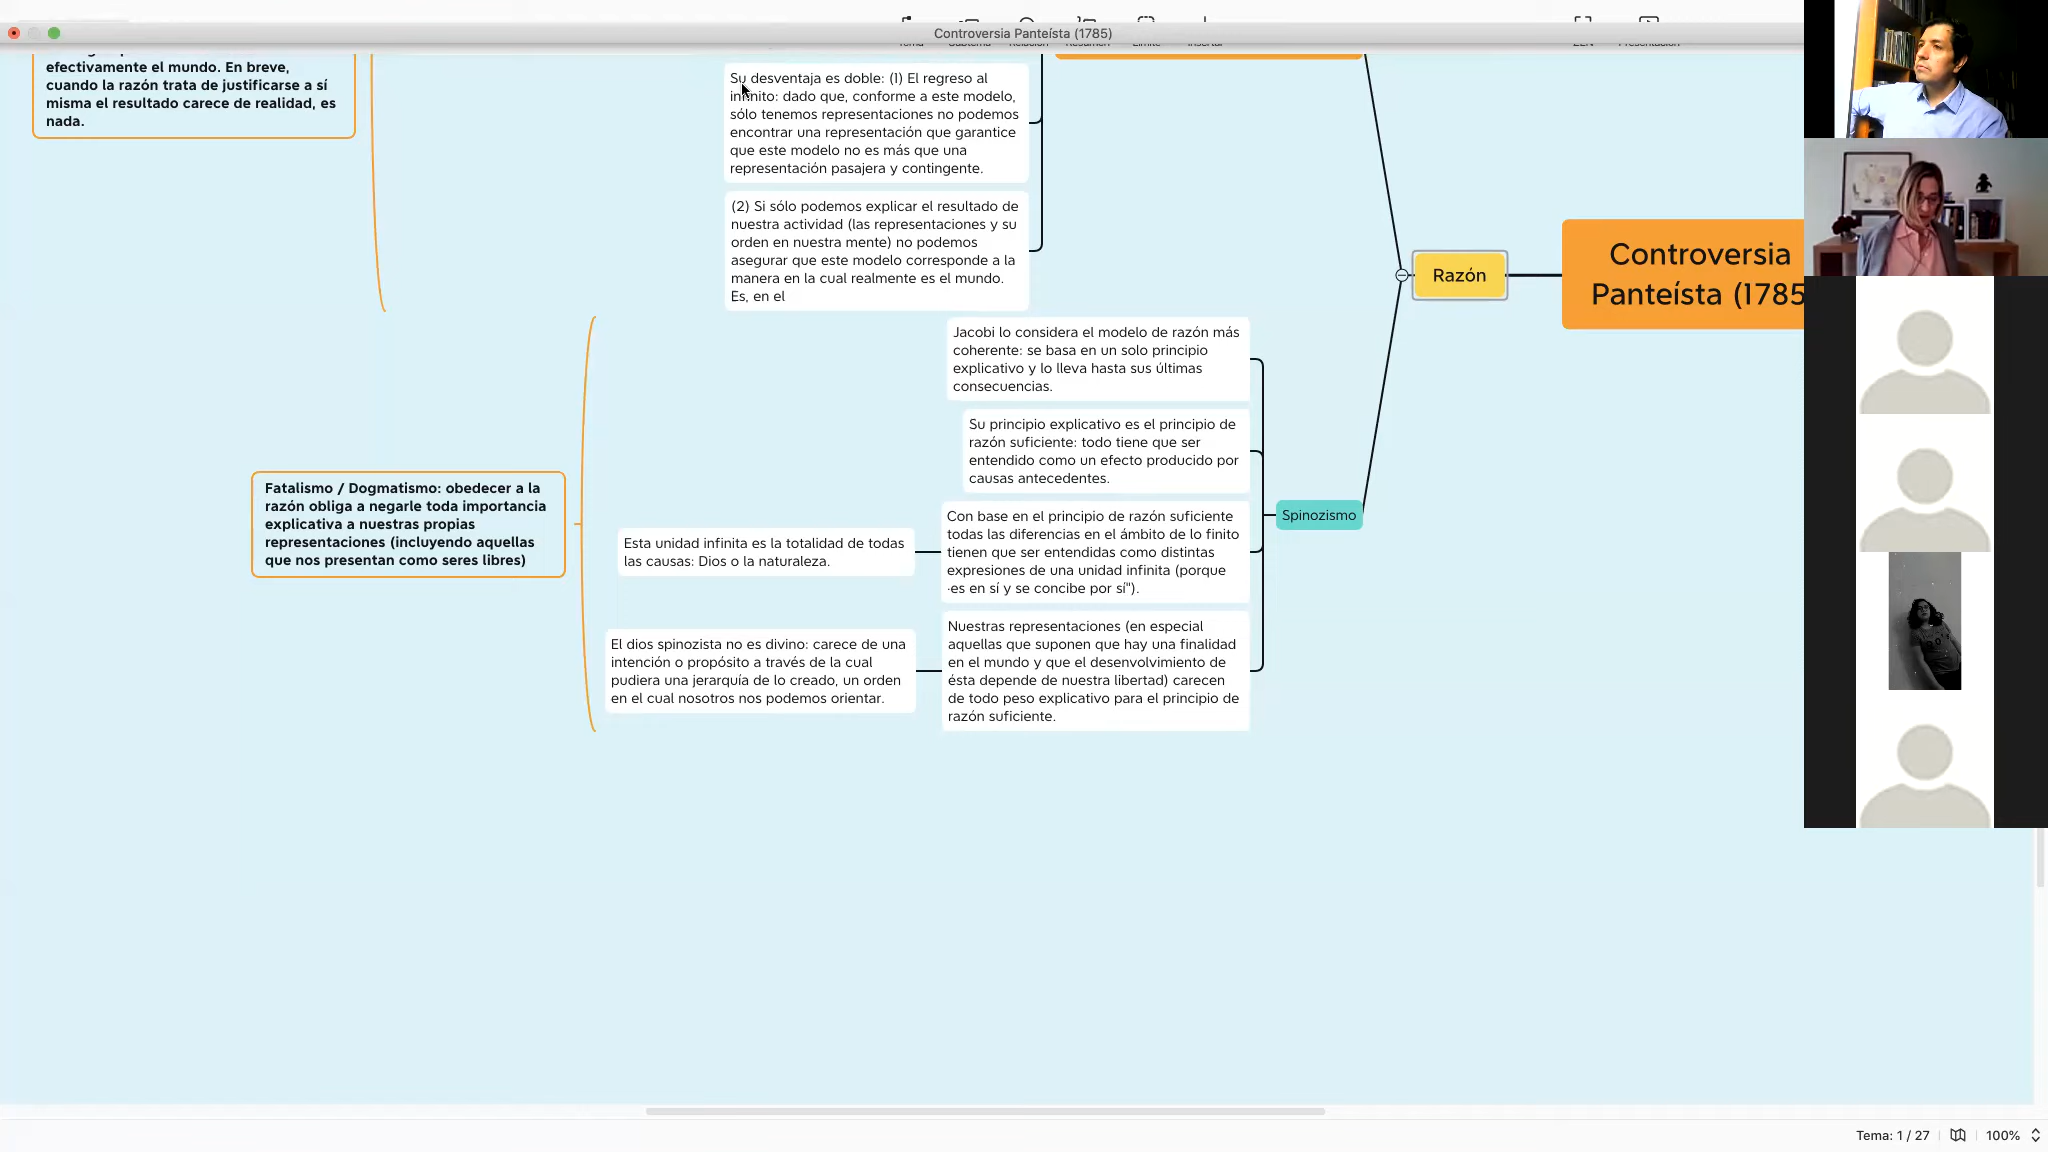 Controversia Panteísta (1785)
efectivamente el mundo. En breve,
cuando la razón trata de justificarse a sí
misma el resultado carece de realidad, es
nada.
Su desventaja es doble: (1) El regreso al
infinito: dado que, conforme a este modelo,
sólo tenemos representaciones no podemos
encontrar una representación que garantice
que este modelo no es más que una
representación pasajera y contingente.
(2) Si sólo podemos explicar el resultado de
nuestra actividad (las representaciones y su
orden en nuestra mente) no podemos
asegurar que este modelo corresponde a la
manera en la cual realmente es el mundo.
Es, en el
Razón
Controversia
Panteísta (1785
Jacobi lo considera el modelo de razón más
coherente: se basa en un solo principio
explicativo y lo lleva hasta sus últimas
consecuencias.
Su principio explicativo es el principio de
razón suficiente: todo tiene que ser
entendido como un efecto producido por
causas antecedentes.
Spinozismo
Con base en el principio de razón suficiente
todas las diferencias en el ámbito de lo finito
tienen que ser entendidas como distintas
expresiones de una unidad infinita (porque
·es en sí y se concibe por sí").
Esta unidad infinita es la totalidad de todas
las causas: Dios o la naturaleza.
Nuestras representaciones (en especial
aquellas que suponen que hay una finalidad
en el mundo y que el desenvolvimiento de
ésta depende de nuestra libertad) carecen
de todo peso explicativo para el principio de
razón suficiente.
El dios spinozista no es divino: carece de una
intención o propósito a través de la cual
pudiera una jerarquía de lo creado, un orden
en el cual nosotros nos podemos orientar.
Fatalismo / Dogmatismo: obedecer a la
razón obliga a negarle toda importancia
explicativa a nuestras propias
representaciones (incluyendo aquellas
que nos presentan como seres libres)
Tema: 1 / 27
100%